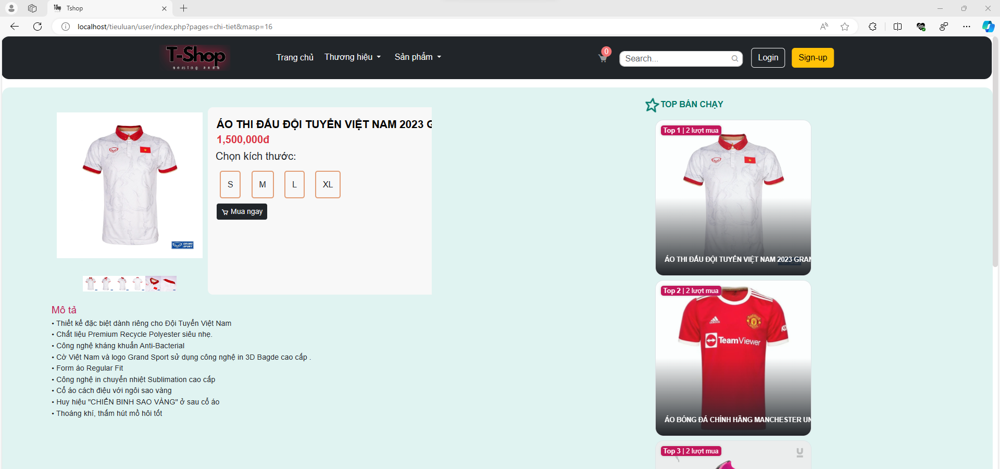 Tshop
localhost/tieuluan/user/index.php?pages=chi-tiet&masp=16
T-Shop
coming soon
Trang chủ
Thương hiệu
Sản phẩm
0
Search...
Login
Sign-up
ÁO THI ĐẤU ĐỘI TUYỂN VIỆT NAM 2023 G
1,500,000đ
Chọn kích thước:
S
M
L
XL
Mua ngay
GRAND
SPORT
Mô tả
• Thiết kế đặc biệt dành riêng cho Đội Tuyển Việt Nam
• Chất liệu Premium Recycle Polyester siêu nhẹ.
• Công nghệ kháng khuẩn Anti-Bacterial
• Cờ Việt Nam và logo Grand Sport sử dụng công nghệ in 3D Bagde cao cấp .
• Form áo Regular Fit
• Công nghệ in chuyển nhiệt Sublimation cao cấp
• Cổ áo cách điệu với ngôi sao vàng
• Huy hiệu "CHIẾN BINH SAO VÀNG" ở sau cổ áo
• Thoáng khí, thấm hút mồ hôi tốt
TOP BÁN CHẠY
Top 1 | 2 lượt mua
ÁO THI ĐẤU ĐỘI TUYỂN VIỆT NAM 2023 GRAN
Top 2 | 2 lượt mua
adidas
TeamViewer
ÁO BÓNG ĐÁ CHÍNH HÃNG MANCHESTER UN
Top 3 | 2 lượt mua